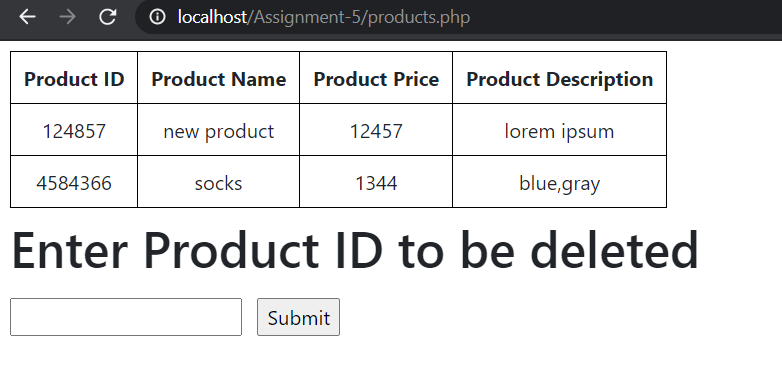 localhost/Assignment-5/products.php
Product ID Product Name Product Price Product Description
124857 new product 12457 lorem ipsum
4584366 socks 1344 blue,gray
Enter Product ID to be deleted
Submit